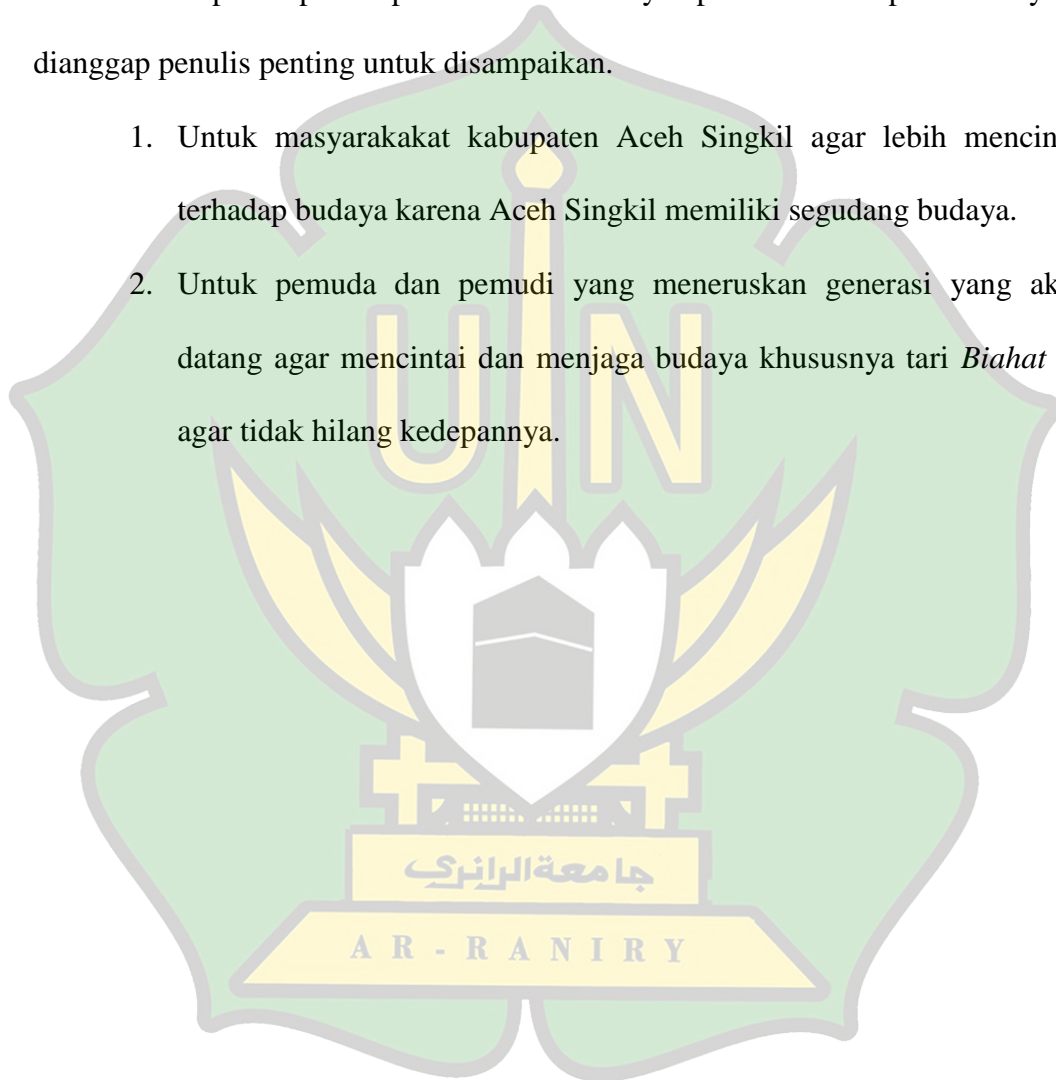 dianggap penulis penting untuk disampaikan.
1. Untuk masyarakakat kabupaten Aceh Singkil agar lebih mencin
terhadap budaya karena Aceh Singkil memiliki segudang budaya.
2. Untuk pemuda dan pemudi yang meneruskan generasi yang ak
datang agar mencintai dan menjaga budaya khususnya tari Biahat
agar tidak hilang kedepannya.
UIN
جامعةالرانري
AR-RANIRY